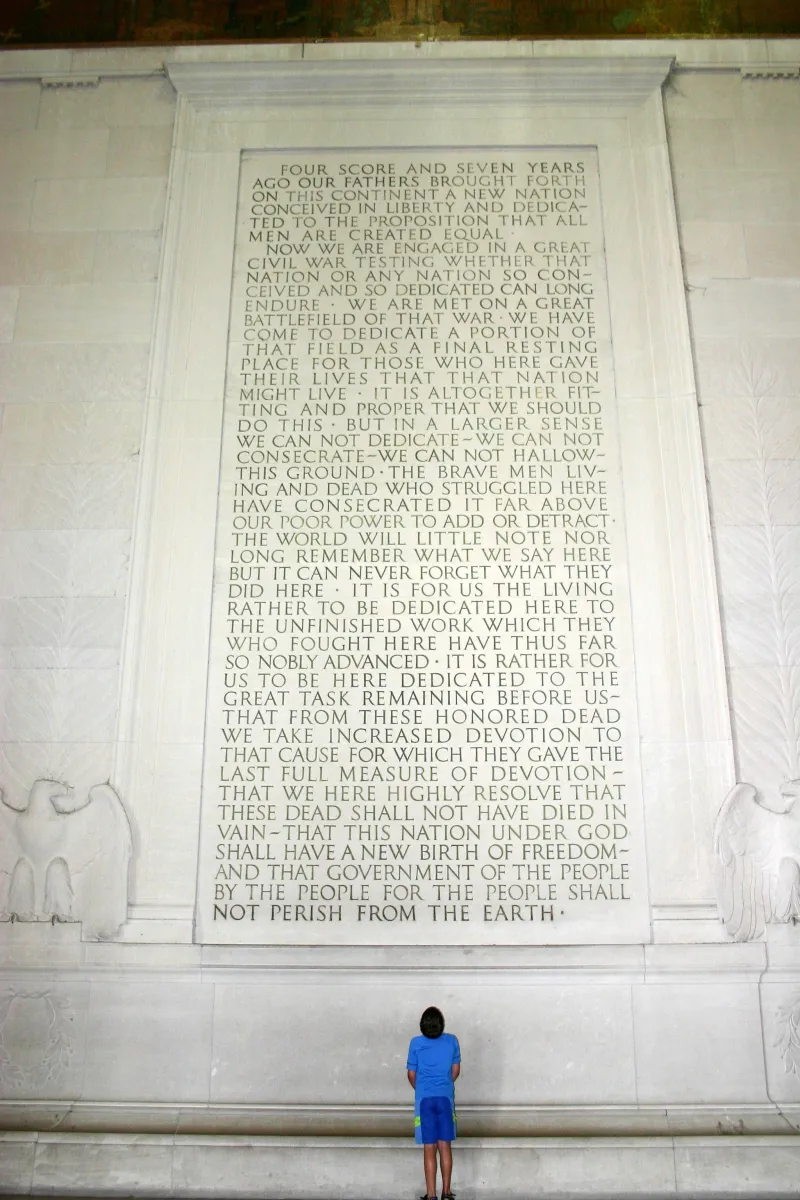 FOUR SCORE AND SEVEN YEARS
AGO OUR FATHERS BROUGHT FORTH
ON THIS CONTINENT A NEW NATION
CONCEIVED IN LIBERTY AND DEDICA-
TED TO THE PROPOSITION THAT ALL
MEN ARE CREATED EQUAL ·
NOW WE ARE ENGAGED IN A GREAT
CIVIL WAR TESTING WHETHER THAT
NATION OR ANY NATION SO CON-
CEIVED AND SO DEDICATED CAN LONG
ENDURE · WE ARE MET ON A GREAT
BATTLEFIELD OF THAT WAR · WE HAVE
COME TO DEDICATE A PORTION OF
THAT FIELD AS A FINAL RESTING
PLACE FOR THOSE WHO HERE GAVE
THEIR LIVES THAT THAT NATION
MIGHT LIVE · IT IS ALTOGETHER FIT-
TING AND PROPER THAT WE SHOULD
DO THIS · BUT IN A LARGER SENSE
WE CAN NOT DEDICATE~WE CAN NOT
CONSECRATE~WE CAN NOT HALLOW~
THIS GROUND · THE BRAVE MEN LIV-
ING AND DEAD WHO STRUGGLED HERE
HAVE CONSECRATED IT FAR ABOVE
OUR POOR POWER TO ADD OR DETRACT·
THE WORLD WILL LITTLE NOTE NOR
LONG REMEMBER WHAT WE SAY HERE
BUT IT CAN NEVER FORGET WHAT THEY
DID HERE · IT IS FOR US THE LIVING
RATHER TO BE DEDICATED HERE TO
THE UNFINISHED WORK WHICH THEY
WHO FOUGHT HERE HAVE THUS FAR
SO NOBLY ADVANCED · IT IS RATHER FOR
US TO BE HERE DEDICATED TO THE
GREAT TASK REMAINING BEFORE US~
THAT FROM THESE HONORED DEAD
WE TAKE INCREASED DEVOTION TO
THAT CAUSE FOR WHICH THEY GAVE THE
LAST FULL MEASURE OF DEVOTION~
THAT WE HERE HIGHLY RESOLVE THAT
THESE DEAD SHALL NOT HAVE DIED IN
VAIN~THAT THIS NATION UNDER GOD
SHALL HAVE A NEW BIRTH OF FREEDOM~
AND THAT GOVERNMENT OF THE PEOPLE
BY THE PEOPLE FOR THE PEOPLE SHALL
NOT PERISH FROM THE EARTH ·